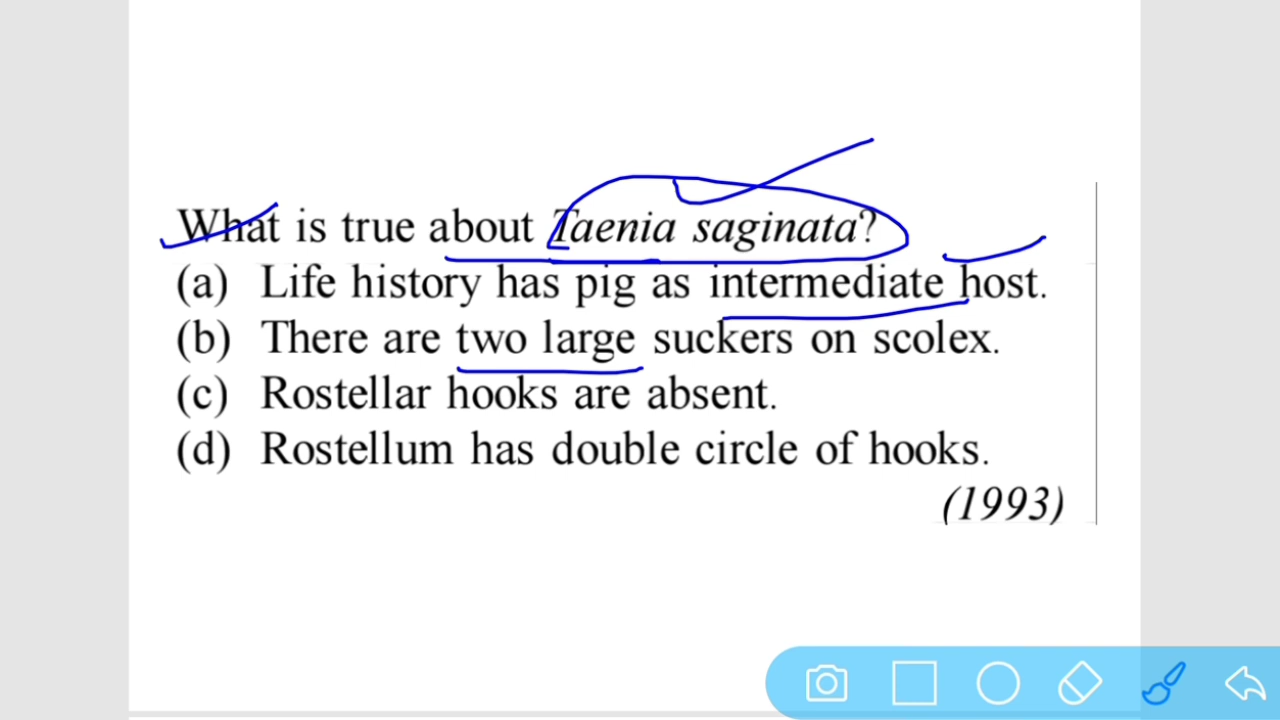 What is true about Taenia saginata?
(a) Life history has pig as intermediate host.
(b) There are two large suckers on scolex.
(c) Rostellar hooks are absent.
(d) Rostellum has double circle of hooks.
(1993)